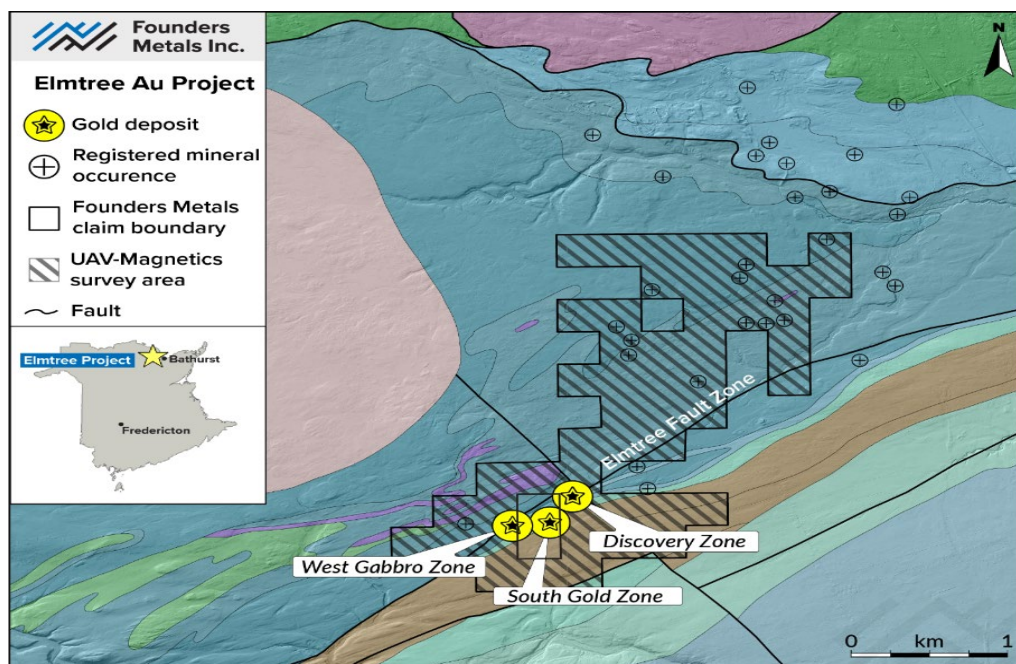 Founders
Metals Inc.
Elmtree Au Project
Gold deposit
Registered mineral
occurence
Founders Metals
claim boundary
UAV-Magnetics
survey area
Fault
Elmtree Project
Bathurst
Fredericton
N
Elmtree Fault Zone
West Gabbro Zone
South Gold Zone
Discovery Zone
0 km 1